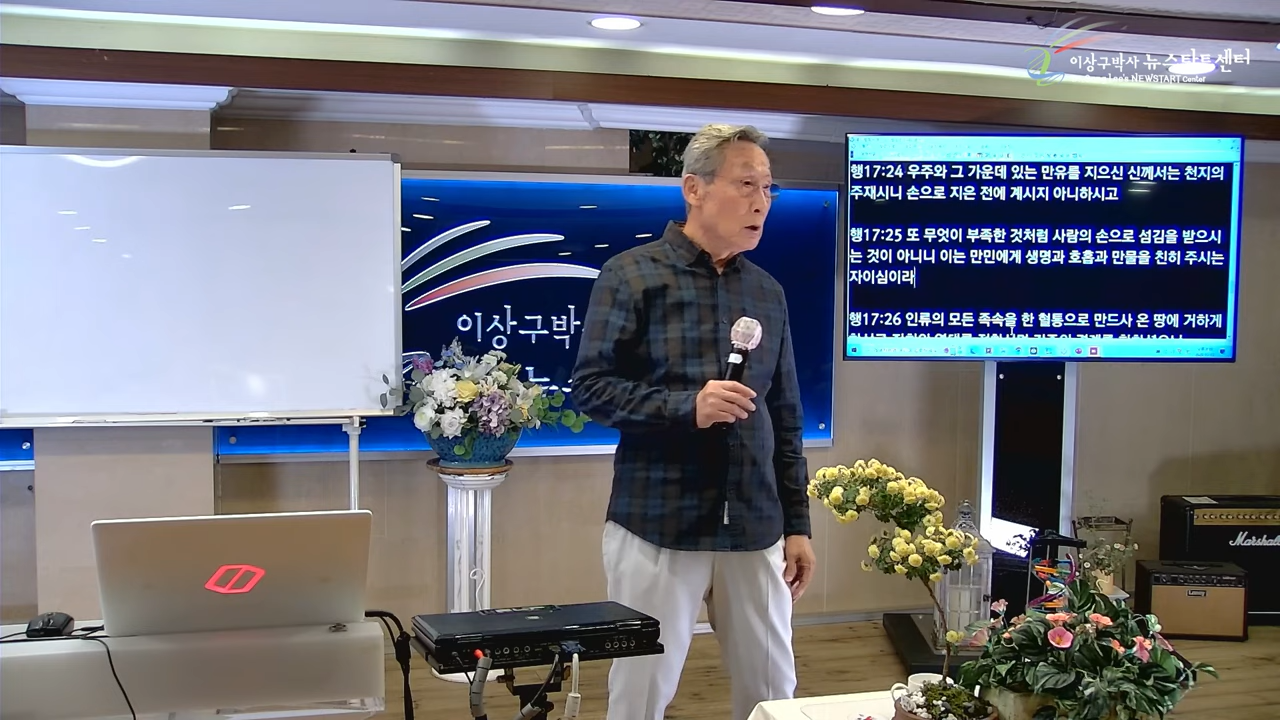 이상구박사 뉴스타트센터
Lee's NEWSTART Center
행17:24 우주와 그 가운데 있는 만유를 지으신 신께서는 천지의
주재시니 손으로 지은 전에 계시지 아니하시고
행17:25 또 무엇이 부족한 것처럼 사람의 손으로 섬김을 받으시
는 것이 아니니 이는 만민에게 생명과 호흡과 만물을 친히 주시는
자이심이라
행17:26 인류의 모든 족속을 한 혈통으로 만드사 온 땅에 거하게
이상구박
Marshall
Laney